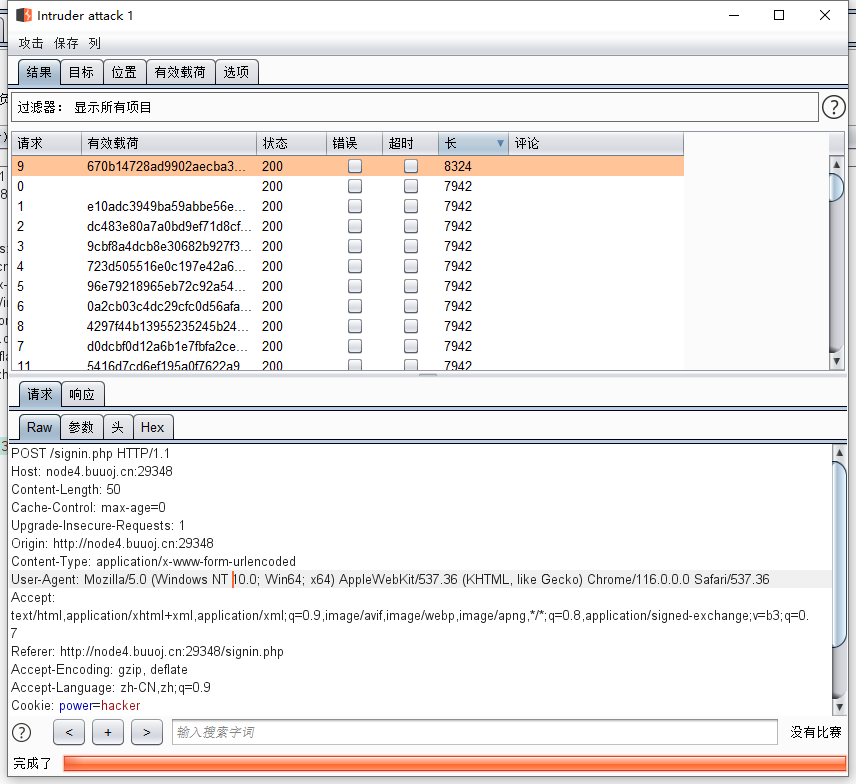 Intruder attack 1
攻击 保存 列
结果 目标 位置 有效载荷 选项
过滤器： 显示所有项目
请求 有效载荷 状态 错误 超时 长 评论
9 670b14728ad9902aecba3... 200 8324
0 200 7942
1 e10adc3949ba59abbe56e... 200 7942
2 dc483e80a7a0bd9ef71d8cf... 200 7942
3 9cbf8a4dcb8e30682b927f3... 200 7942
4 723d505516e0c197e42a6... 200 7942
5 96e79218965eb72c92a54... 200 7942
6 0a2cb03c4dc29cfc0d56afa... 200 7942
8 4297f44b13955235245b24... 200 7942
7 d0dcbf0d12a6b1e7fbfa2ce... 200 7942
11 5416d7cd6ef195a0f7622a9 200 7942
请求 响应
Raw 参数 头 Hex
POST /signin.php HTTP/1.1
Host: node4.buuoj.cn:29348
Content-Length: 50
Cache-Control: max-age=0
Upgrade-Insecure-Requests: 1
Origin: http://node4.buuoj.cn:29348
Content-Type: application/x-www-form-urlencoded
User-Agent: Mozilla/5.0 (Windows NT 10.0; Win64; x64) AppleWebKit/537.36 (KHTML, like Gecko) Chrome/116.0.0.0 Safari/537.36
Accept:
text/html,application/xhtml+xml,application/xml;q=0.9,image/avif,image/webp,image/apng,*/*;q=0.8,application/signed-exchange;v=b3;q=0.
7
Referer: http://node4.buuoj.cn:29348/signin.php
Accept-Encoding: gzip, deflate
Accept-Language: zh-CN,zh;q=0.9
Cookie: power=hacker
? < + > 输入搜索字词 没有比赛
完成了